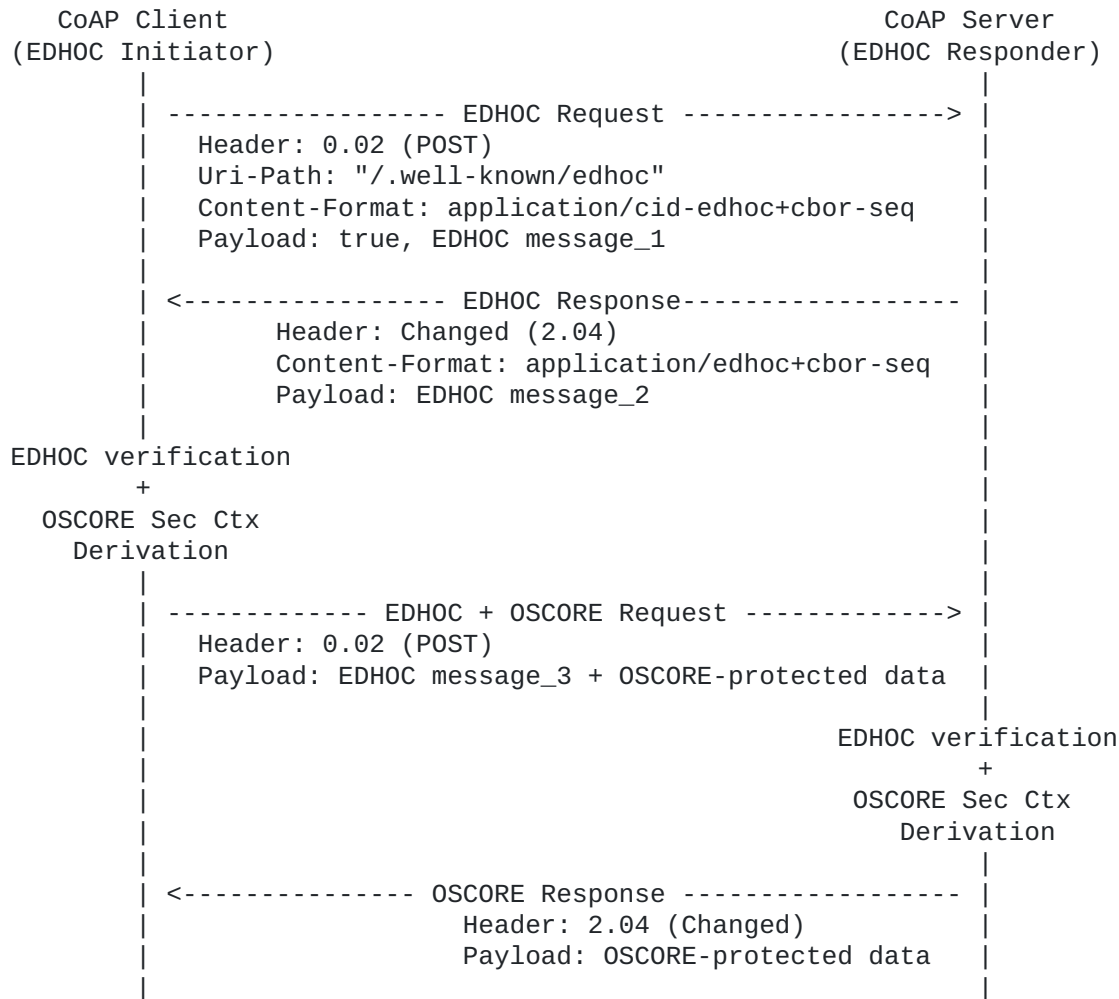 CoAP Client CoAP Server
(EDHOC Initiator) (EDHOC Responder)
EDHOC Request
Header: 0.02 (POST)
Uri-Path: "/.well-known/edhoc"
Content-Format: application/cid-edhoc+cbor-seq
Payload: true, EDHOC message_1
EDHOC Response
Header: Changed (2.04)
Content-Format: application/edhoc+cbor-seq
Payload: EDHOC message_2
EDHOC verification
+
OSCORE Sec Ctx
Derivation
EDHOC + OSCORE Request
Header: 0.02 (POST)
Payload: EDHOC message_3 + OSCORE-protected data
EDHOC verification
+
OSCORE Sec Ctx
Derivation
OSCORE Response
Header: 2.04 (Changed)
Payload: OSCORE-protected data